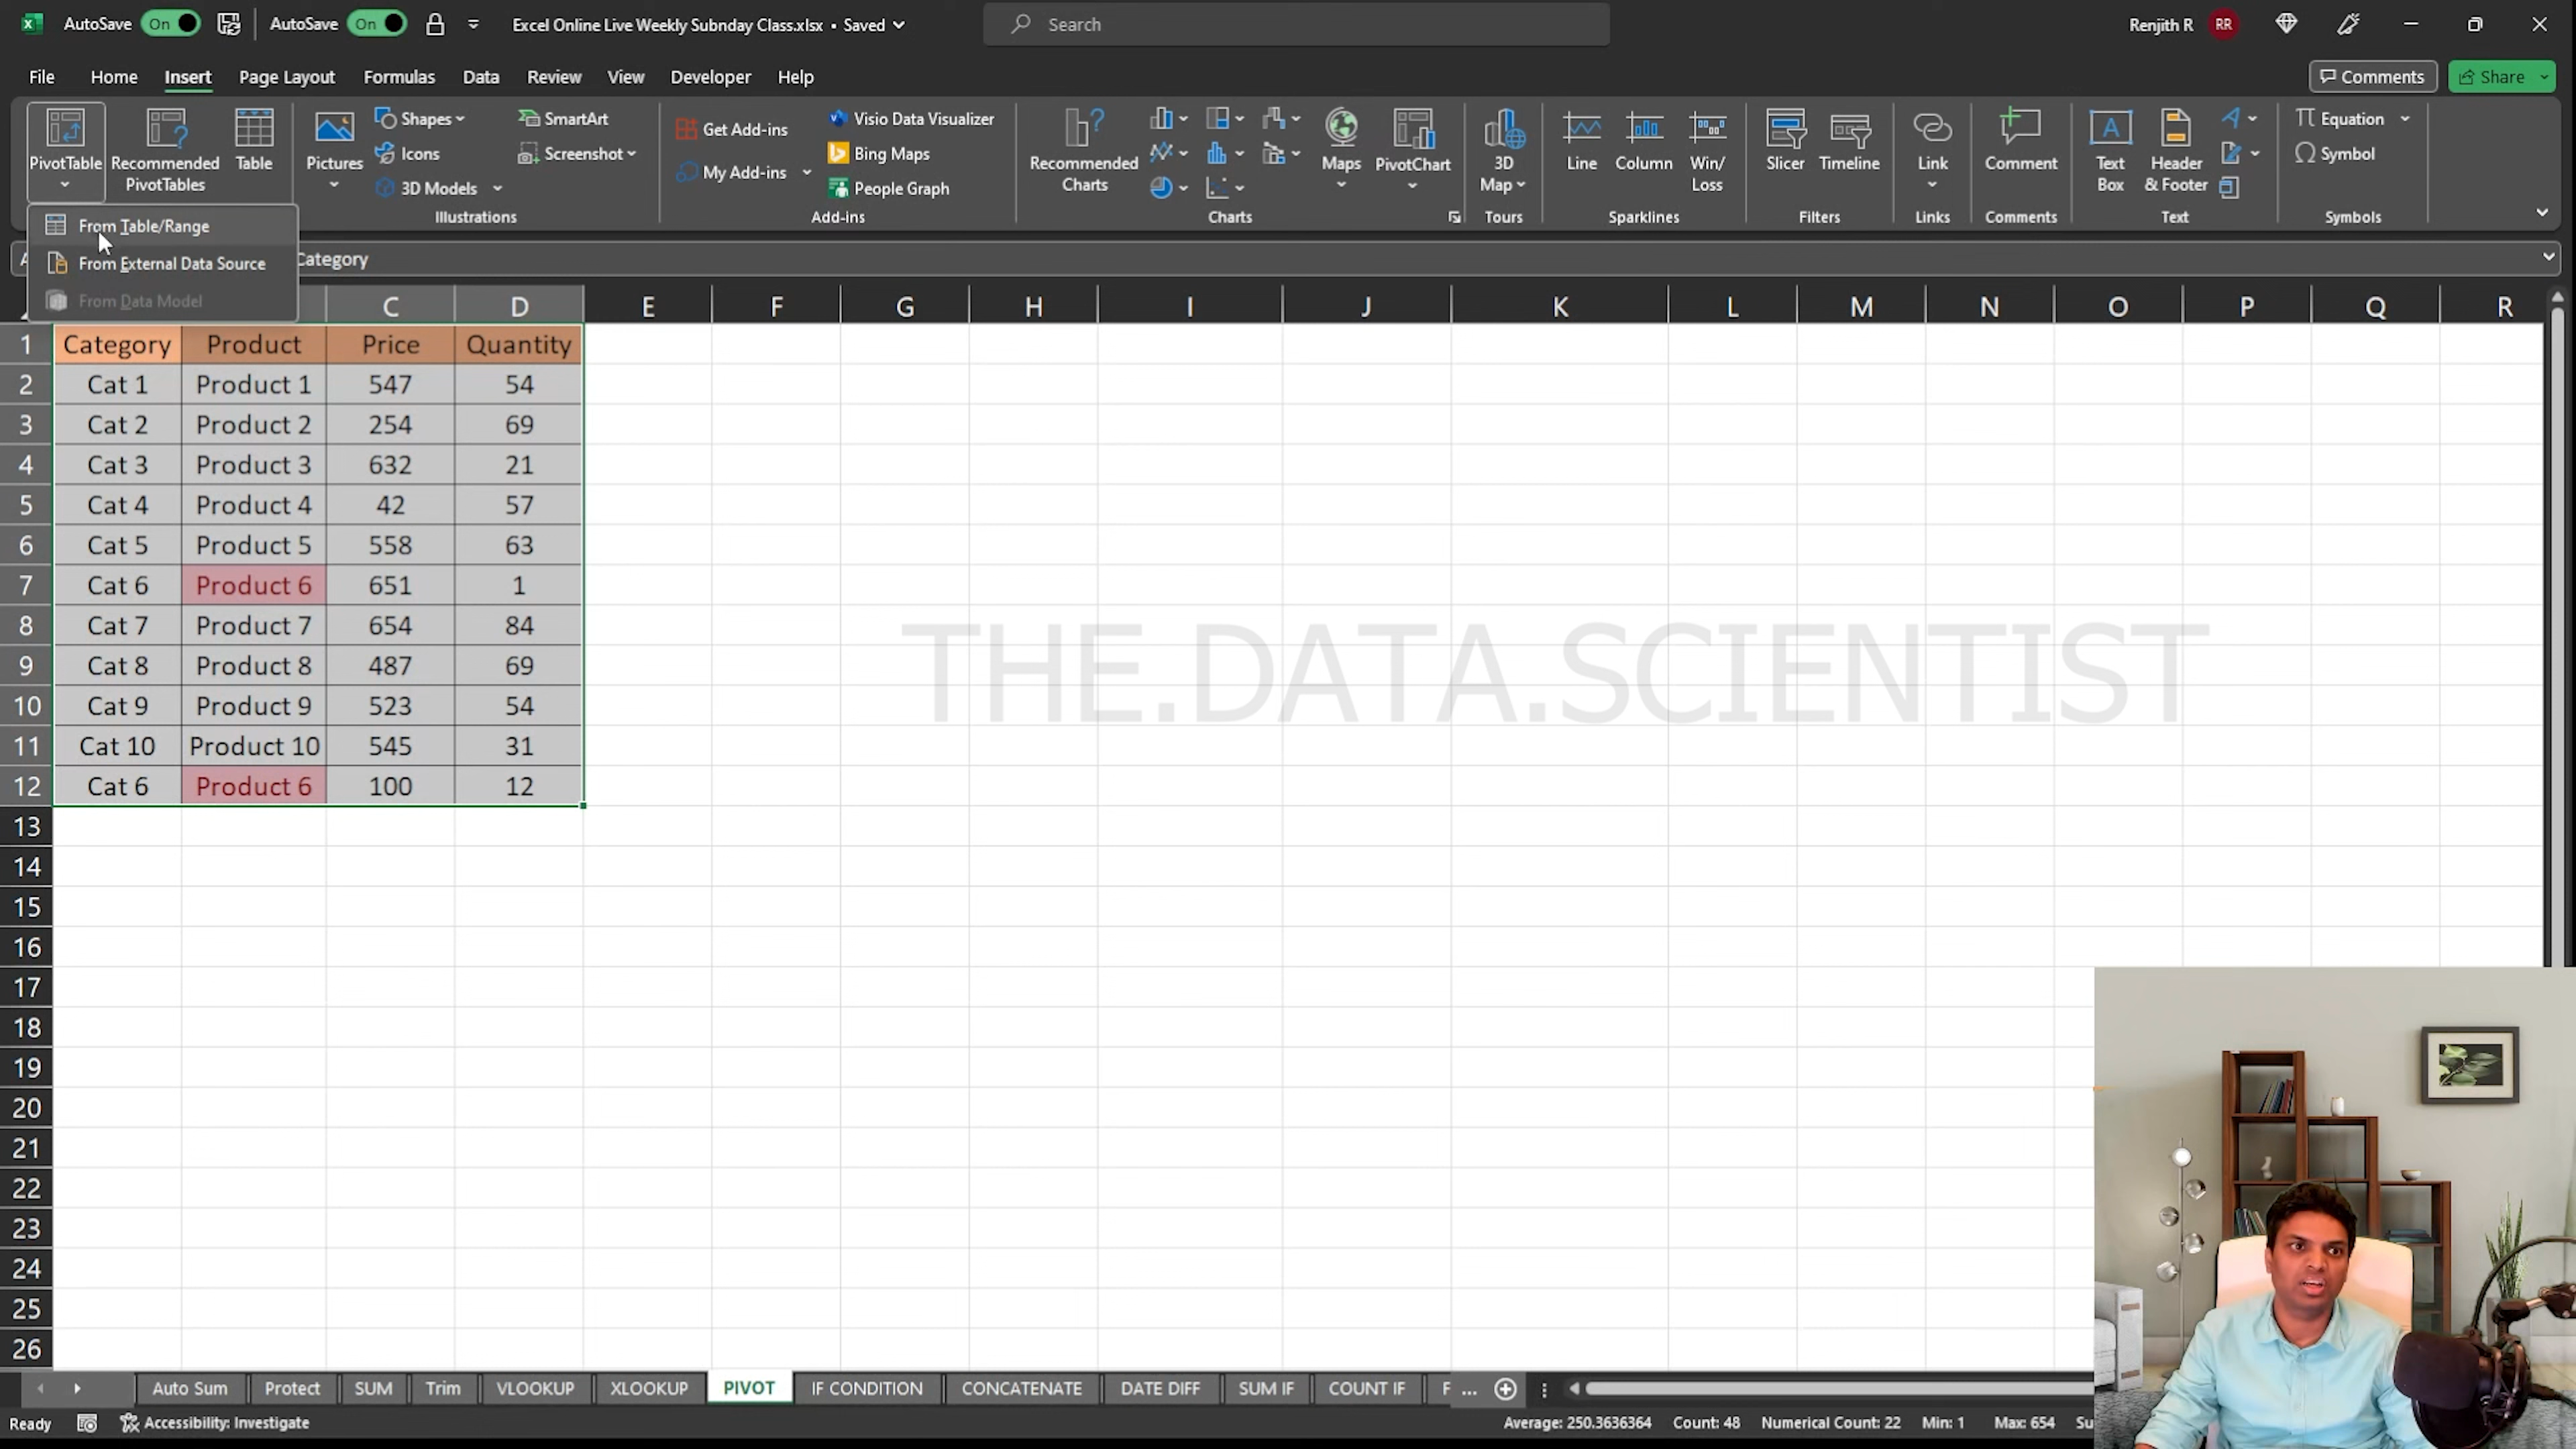 AutoSave On AutoSave On Excel Online Live Weekly Subnday Class.xlsx • Saved Search Renjith R RR
File Home Insert Page Layout Formulas Data Review View Developer Help Comments Share
PivotTable
Recommended
PivotTables
Table
Pictures
Shapes
Icons
3D Models
SmartArt
Screenshot
Illustrations
Get Add-ins
My Add-ins
Visio Data Visualizer
Bing Maps
People Graph
Add-ins
Recommended
Charts
Maps
PivotChart
Charts
3D
Map
Tours
Line
Column
Win/
Loss
Sparklines
Slicer
Timeline
Filters
Link
Links
Comment
Comments
Text
Box
Header
& Footer
Text
Equation
Symbol
Symbols
From Table/Range
From External Data Source
From Data Model
Category
C D E F G H I J K L M N O P Q R
1 Category Product Price Quantity
2 Cat 1 Product 1 547 54
3 Cat 2 Product 2 254 69
4 Cat 3 Product 3 632 21
5 Cat 4 Product 4 42 57
6 Cat 5 Product 5 558 63
7 Cat 6 Product 6 651 1
8 Cat 7 Product 7 654 84
9 Cat 8 Product 8 487 69
10 Cat 9 Product 9 523 54
11 Cat 10 Product 10 545 31
12 Cat 6 Product 6 100 12
THE.DATA.SCIENTIST
13
14
15
16
17
18
19
20
21
22
23
24
25
26
Auto Sum Protect SUM Trim VLOOKUP XLOOKUP PIVOT IF CONDITION CONCATENATE DATE DIFF SUM IF COUNT IF F ...
Ready Accessibility: Investigate Average: 250.3636364 Count: 48 Numerical Count: 22 Min: 1 Max: 654